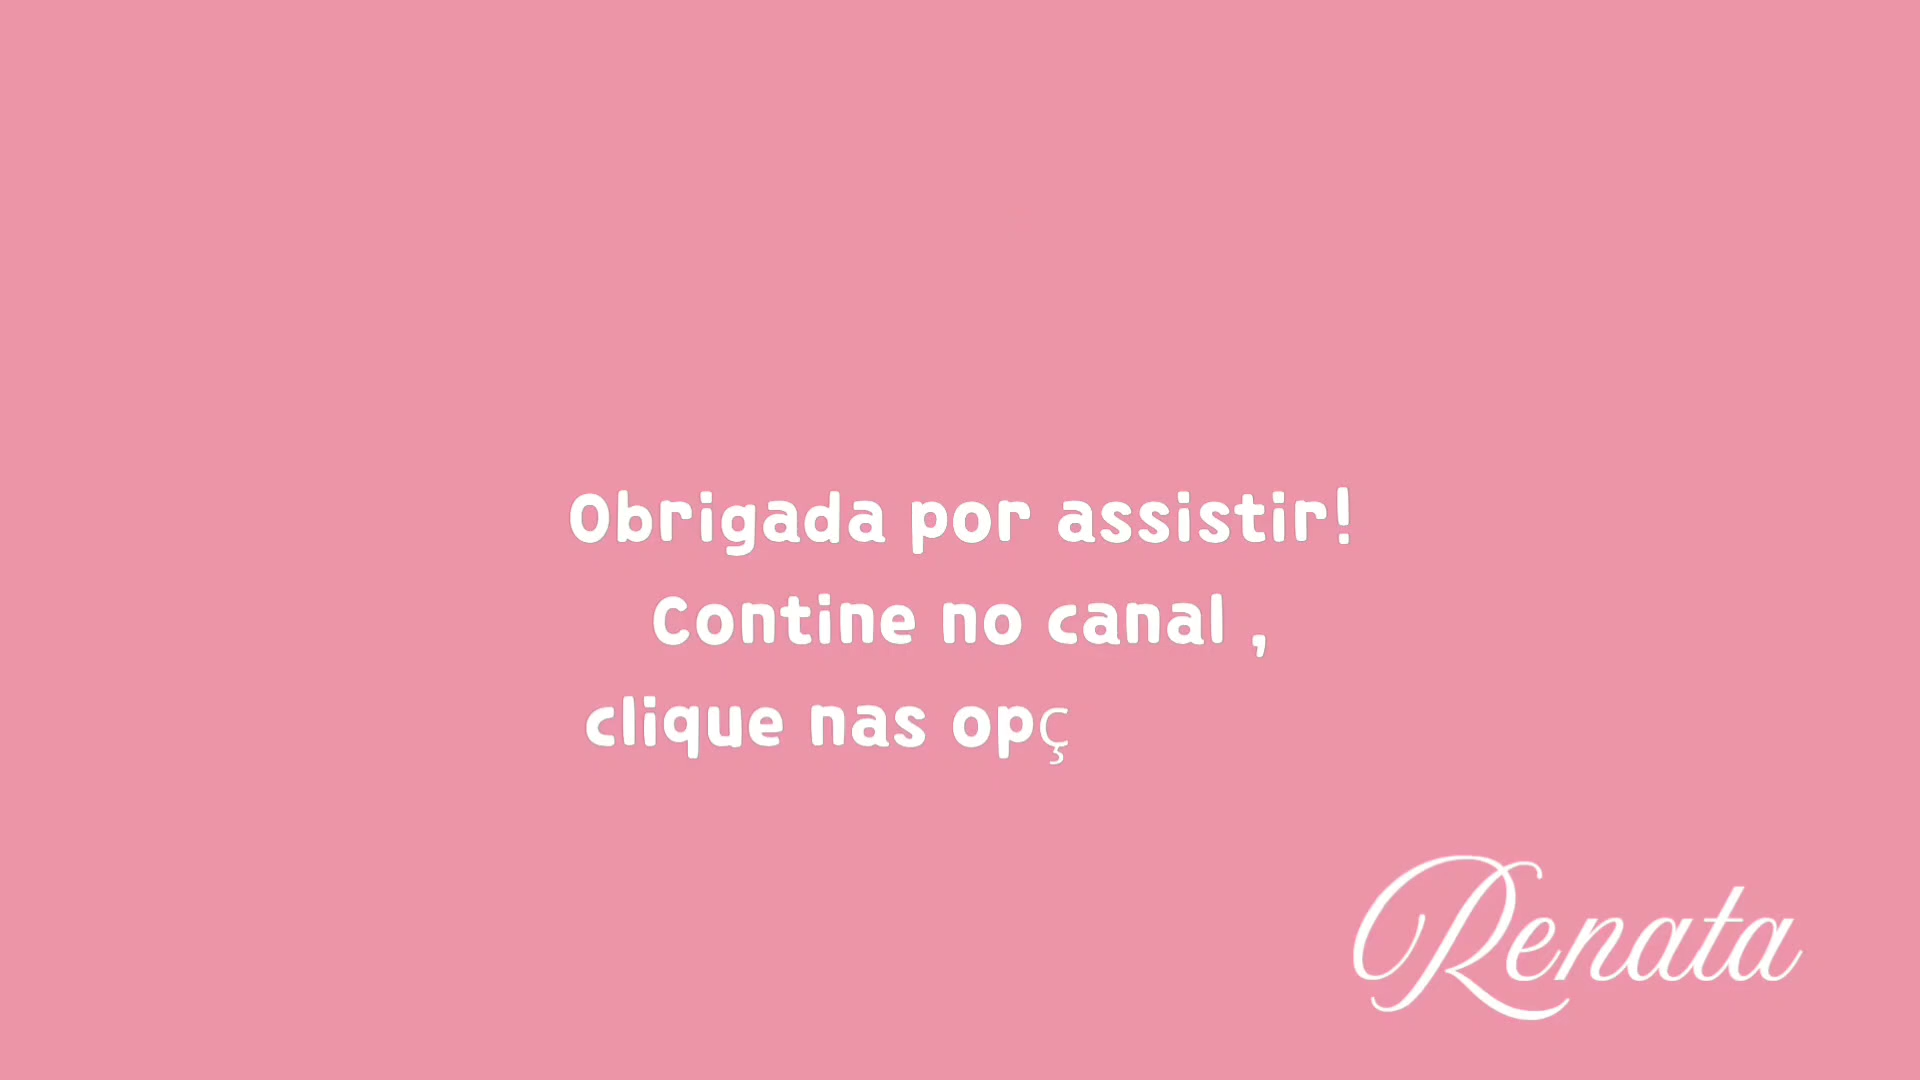 Obrigada por assistir!
Contine no canal ,
clique nas opç
Renata